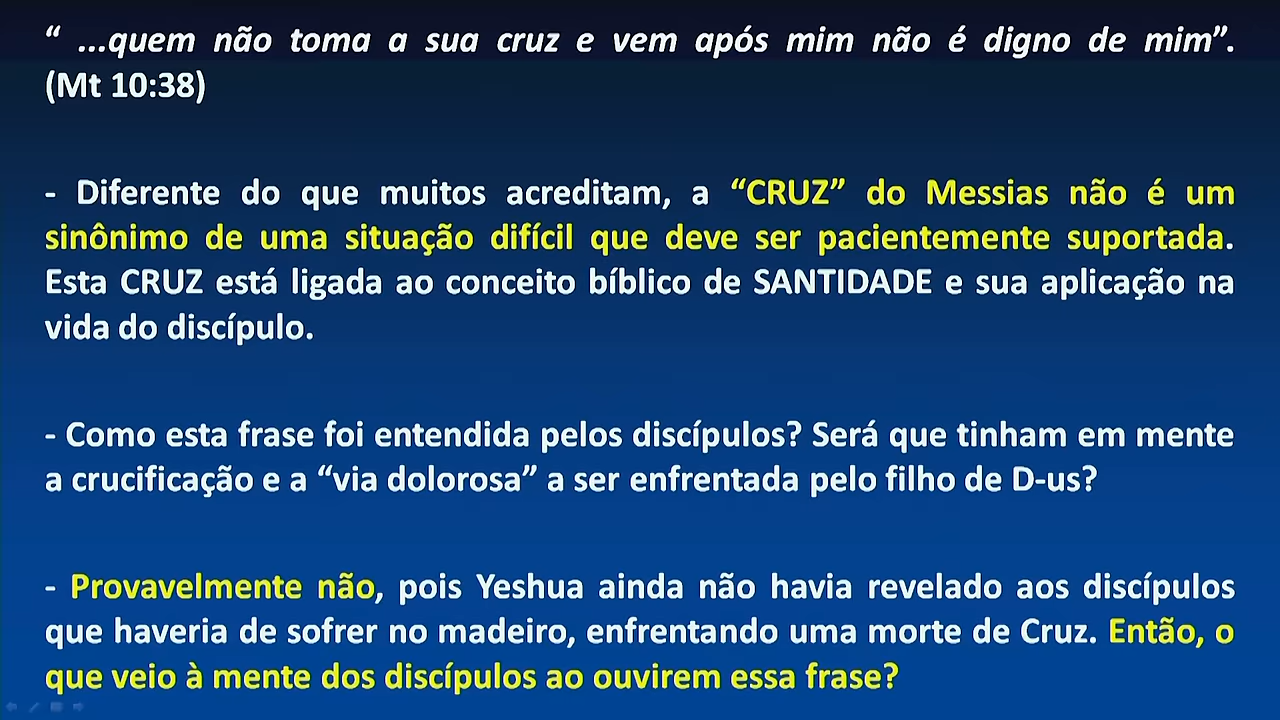 “ ...quem não toma a sua cruz e vem após mim não é digno de mim”.
(Mt 10:38)
- Diferente do que muitos acreditam, a “CRUZ” do Messias não é um
sinônimo de uma situação difícil que deve ser pacientemente suportada.
Esta CRUZ está ligada ao conceito bíblico de SANTIDADE e sua aplicação na
vida do discípulo.
- Como esta frase foi entendida pelos discípulos? Será que tinham em mente
a crucificação e a “via dolorosa” a ser enfrentada pelo filho de D-us?
- Provavelmente não, pois Yeshua ainda não havia revelado aos discípulos
que haveria de sofrer no madeiro, enfrentando uma morte de Cruz. Então, o
que veio à mente dos discípulos ao ouvirem essa frase?